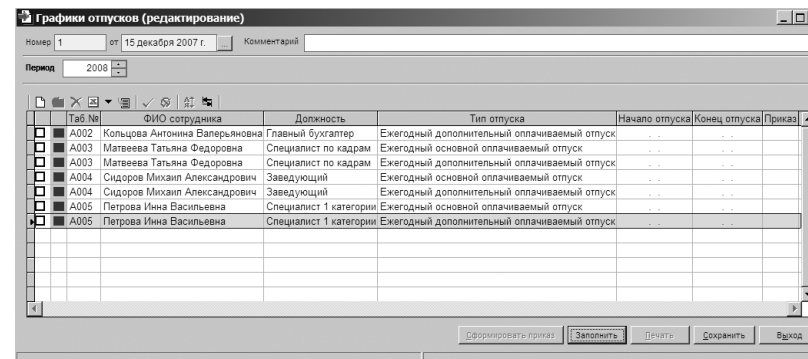 Графики отпусков (редактирование)
Номер 1 от 15 декабря 2007 г. ... Комментарий
Период 2008
Таб.№ ФИО сотрудника Должность Тип отпуска Начало отпуска Конец отпуска Приказ
А002 Кольцова Антонина Валерьяновна Главный бухгалтер Ежегодный дополнительный оплачиваемый отпуск . . . .
А003 Матвеева Татьяна Федоровна Специалист по кадрам Ежегодный основной оплачиваемый отпуск . . . .
А003 Матвеева Татьяна Федоровна Специалист по кадрам Ежегодный дополнительный оплачиваемый отпуск . . . .
А004 Сидоров Михаил Александрович Заведующий Ежегодный основной оплачиваемый отпуск . . . .
А004 Сидоров Михаил Александрович Заведующий Ежегодный дополнительный оплачиваемый отпуск . . . .
А005 Петрова Инна Васильевна Специалист 1 категории Ежегодный основной оплачиваемый отпуск . . . .
А005 Петрова Инна Васильевна Специалист 1 категории Ежегодный дополнительный оплачиваемый отпуск . . . .
Сформировать приказ Заполнить Печать Сохранить Выход